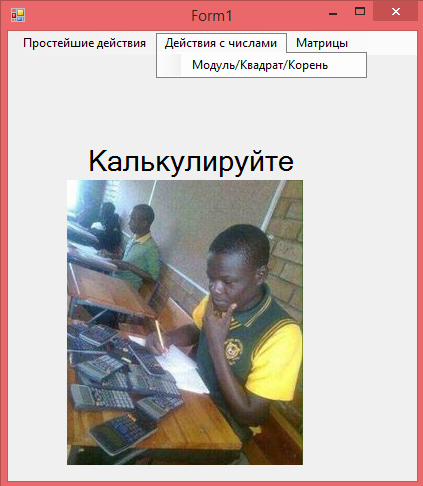 Form1
Простейшие действия Действия с числами Матрицы
Модуль/Квадрат/Корень
Калькулируйте